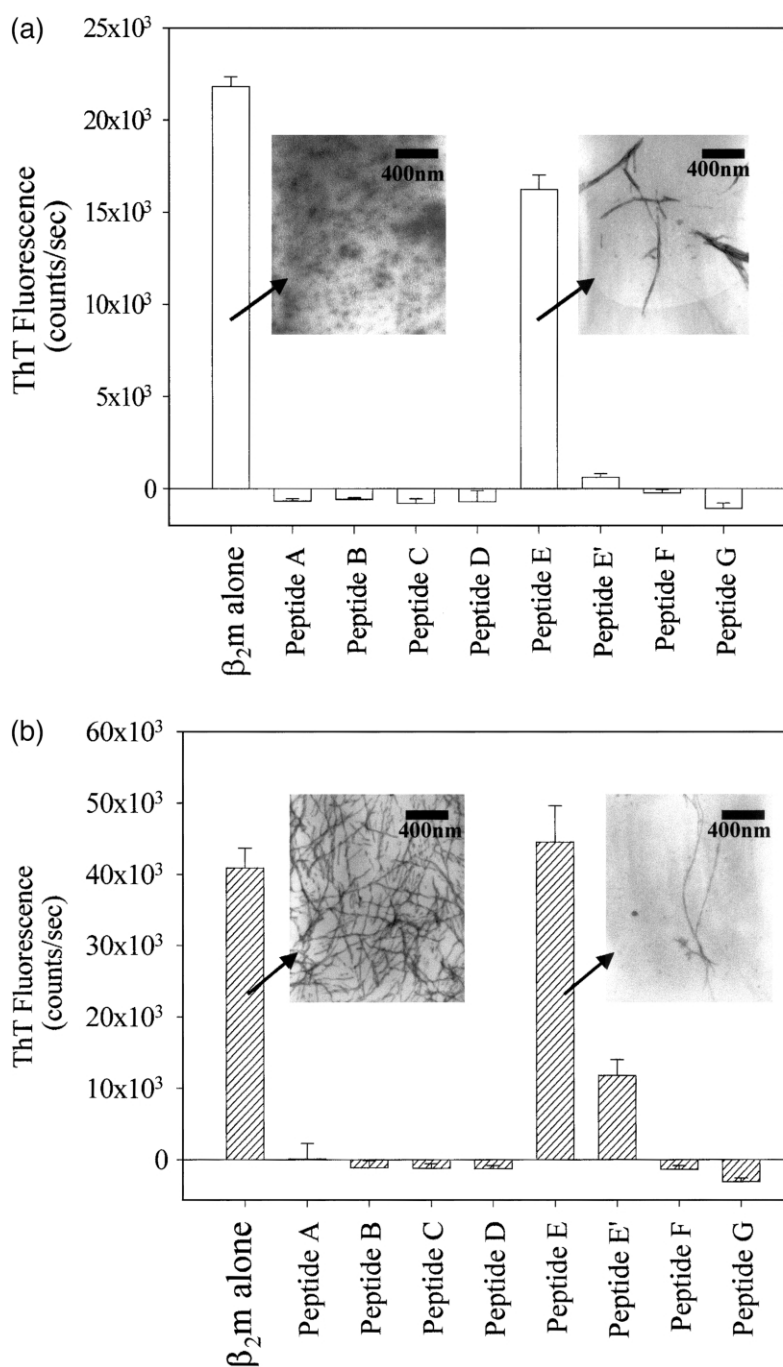 (a)
25x10³
20x10³
15x10³
10x10³
5x10³
0
ThT Fluorescence
(counts/sec)
400nm
400nm
β₂m alone
Peptide A
Peptide B
Peptide C
Peptide D
Peptide E
Peptide E'
Peptide F
Peptide G
(b)
60x10³
50x10³
40x10³
30x10³
20x10³
10x10³
0
ThT Fluorescence
(counts/sec)
400nm
400nm
β₂m alone
Peptide A
Peptide B
Peptide C
Peptide D
Peptide E
Peptide E'
Peptide F
Peptide G